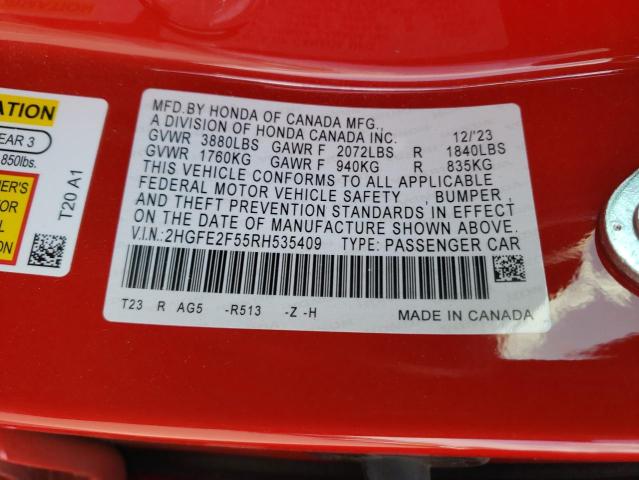 MFD.BY HONDA OF CANADA MFG.,
A DIVISION OF HONDA CANADA INC. 12/'23
GVWR 3880LBS GAWR F 2072LBS R 1840LBS
GVWR 1760KG GAWR F 940KG R 835KG
THIS VEHICLE CONFORMS TO ALL APPLICABLE
FEDERAL MOTOR VEHICLE SAFETY , BUMPER ,
AND THEFT PREVENTION STANDARDS IN EFFECT
ON THE DATE OF MANUFACTURE SHOWN ABOVE.
V.I.N.:2HGFE2F55RH535409 TYPE: PASSENGER CAR
T23 R AG5 -R513 -Z -H
MADE IN CANADA
EAR 3
850lbs.
T20 A1